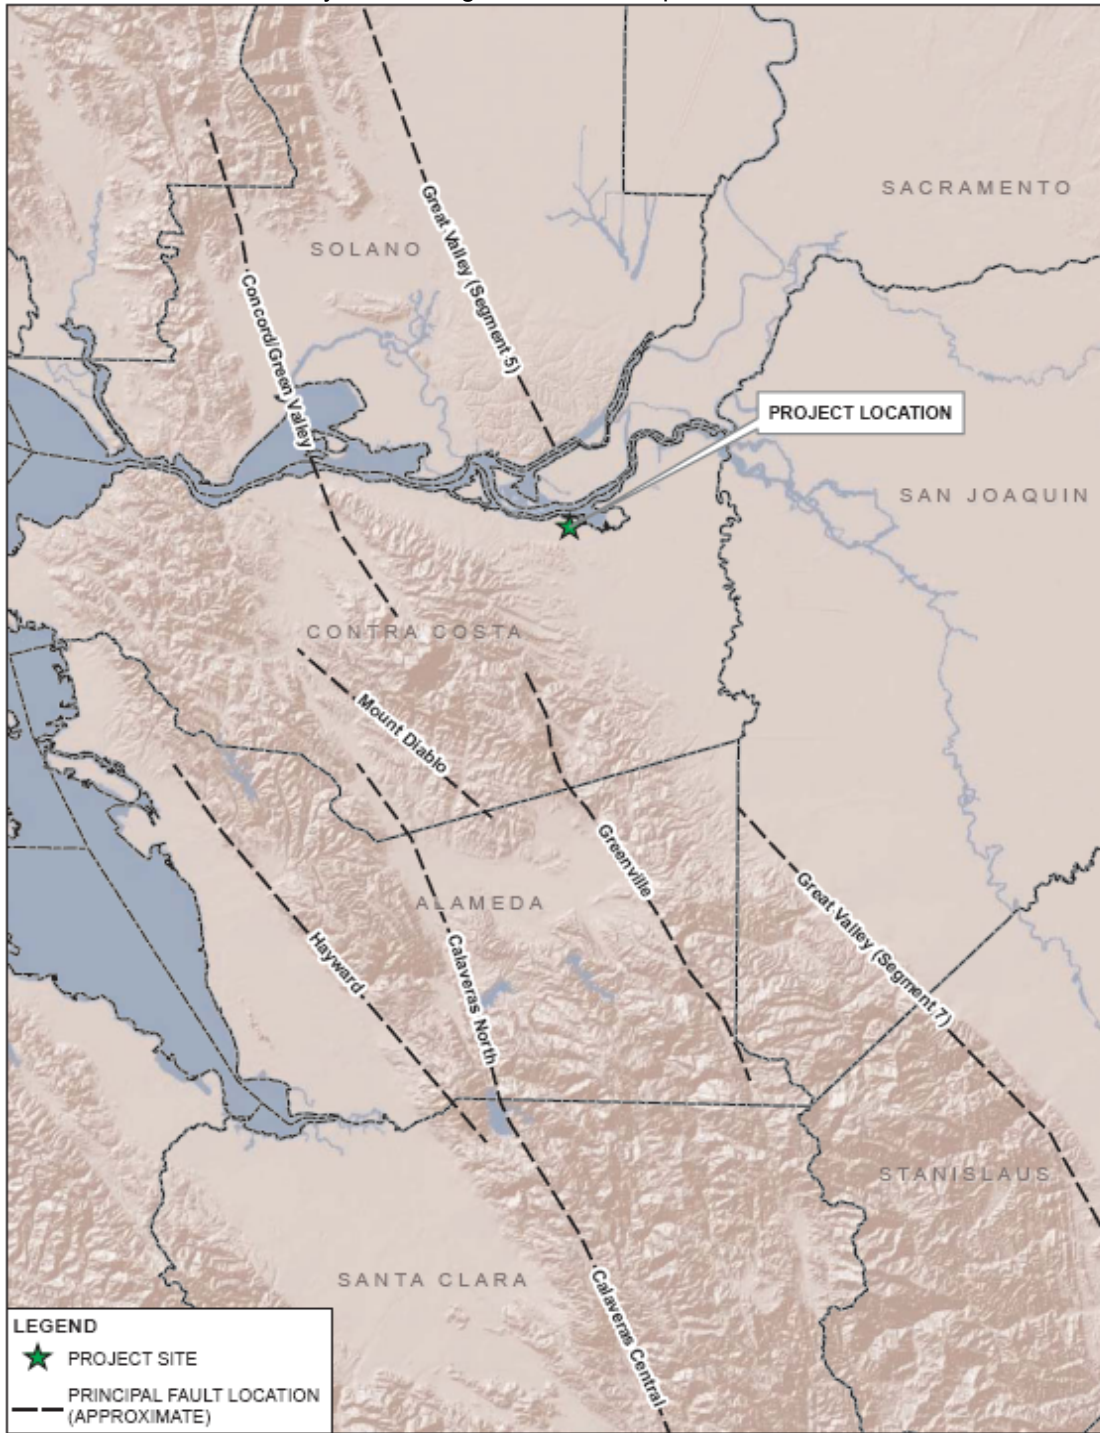 SACRAMENTO
Great Valley (Segment 5)
SOLANO
Concord/Green Valley
PROJECT LOCATION
SAN JOAQUIN
CONTRA COSTA
Mount Diablo
Greenville
Great Valley (Segment 7)
ALAMEDA
Hayward
Calaveras North
STANISLAUS
SANTA CLARA
Calaveras Central
LEGEND
PROJECT SITE
PRINCIPAL FAULT LOCATION
(APPROXIMATE)